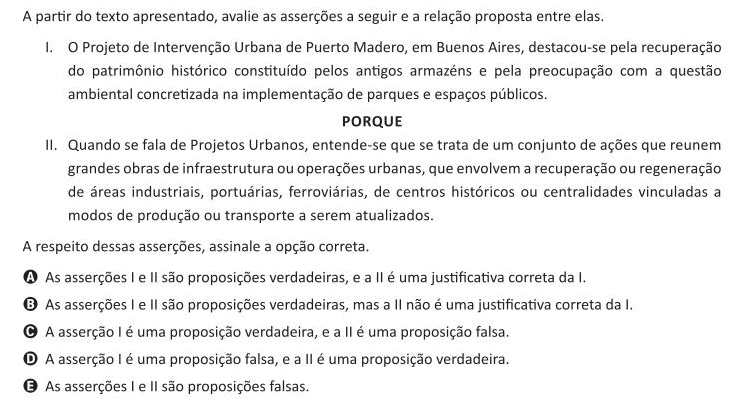 A partir do texto apresentado, avalie as asserções a seguir e a relação proposta entre elas.
I. O Projeto de Intervenção Urbana de Puerto Madero, em Buenos Aires, destacou-se pela recuperação
do patrimônio histórico constituído pelos antigos armazéns e pela preocupação com a questão
ambiental concretizada na implementação de parques e espaços públicos.
PORQUE
II. Quando se fala de Projetos Urbanos, entende-se que se trata de um conjunto de ações que reunem
grandes obras de infraestrutura ou operações urbanas, que envolvem a recuperação ou regeneração
de áreas industriais, portuárias, ferroviárias, de centros históricos ou centralidades vinculadas a
modos de produção ou transporte a serem atualizados.
A respeito dessas asserções, assinale a opção correta.
A As asserções I e II são proposições verdadeiras, e a II é uma justificativa correta da I.
B As asserções I e II são proposições verdadeiras, mas a II não é uma justificativa correta da I.
C A asserção I é uma proposição verdadeira, e a II é uma proposição falsa.
D A asserção I é uma proposição falsa, e a II é uma proposição verdadeira.
E As asserções I e II são proposições falsas.